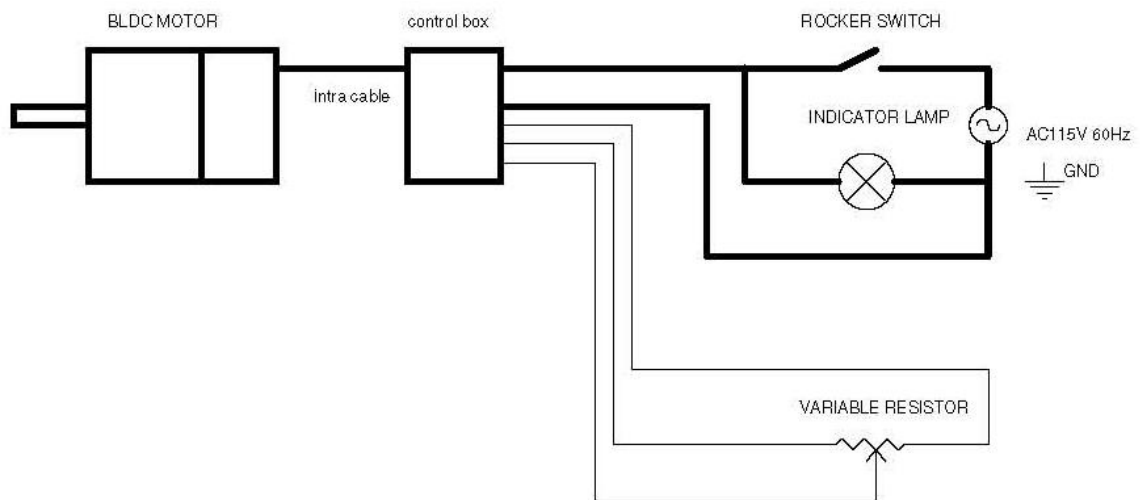 BLDC MOTOR
control box
ROCKER SWITCH
Intra cable
INDICATOR LAMP
AC115V 60Hz
GND
VARIABLE RESISTOR